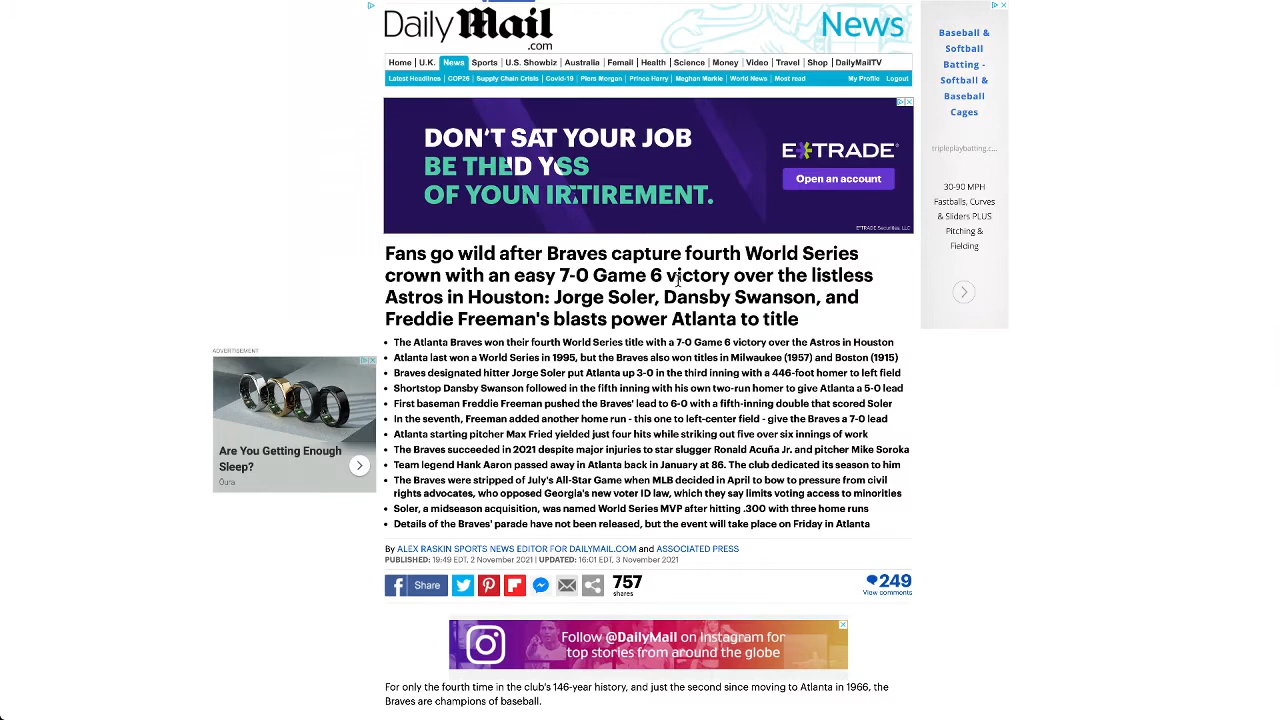 Daily Mail
.com
News
Home U.K. News Sports U.S. Showbiz Australia Femail Health Science Money Video Travel Shop DailyMailTV
Latest Headlines COP26 Supply Chain Crisis Covid-19 Piers Morgan Prince Harry Meghan Markle World News Most read My Profile Logout
Baseball &
Softball
Batting -
Softball &
Baseball
Cages
tripleplaybatting.c...
30-90 MPH
Fastballs, Curves
& Sliders PLUS
Pitching &
Fielding
DON'T SAT YOUR JOB
BE THE
OF YOUN
E*TRADE
Open an account
E*TRADE Securities, LLC
Fans go wild after Braves capture fourth World Series
crown with an easy 7-0 Game 6 victory over the listless
Astros in Houston: Jorge Soler, Dansby Swanson, and
Freddie Freeman's blasts power Atlanta to title
• The Atlanta Braves won their fourth World Series title with a 7-0 Game 6 victory over the Astros in Houston
• Atlanta last won a World Series in 1995, but the Braves also won titles in Milwaukee (1957) and Boston (1915)
• Braves designated hitter Jorge Soler put Atlanta up 3-0 in the third inning with a 446-foot homer to left field
• Shortstop Dansby Swanson followed in the fifth inning with his own two-run homer to give Atlanta a 5-0 lead
• First baseman Freddie Freeman pushed the Braves' lead to 6-0 with a fifth-inning double that scored Soler
• In the seventh, Freeman added another home run - this one to left-center field - give the Braves a 7-0 lead
• Atlanta starting pitcher Max Fried yielded just four hits while striking out five over six innings of work
• The Braves succeeded in 2021 despite major injuries to star slugger Ronald Acuña Jr. and pitcher Mike Soroka
• Team legend Hank Aaron passed away in Atlanta back in January at 86. The club dedicated its season to him
• The Braves were stripped of July's All-Star Game when MLB decided in April to bow to pressure from civil
rights advocates, who opposed Georgia's new voter ID law, which they say limits voting access to minorities
• Soler, a midseason acquisition, was named World Series MVP after hitting .300 with three home runs
• Details of the Braves' parade have not been released, but the event will take place on Friday in Atlanta
ADVERTISEMENT
Are You Getting Enough
Sleep?
Oura
By ALEX RASKIN SPORTS NEWS EDITOR FOR DAILYMAIL.COM and ASSOCIATED PRESS
PUBLISHED: 19:49 EDT, 2 November 2021 | UPDATED: 16:01 EDT, 3 November 2021
f Share
757
shares
249
View comments
Follow @DailyMail on Instagram for
top stories from around the globe
For only the fourth time in the club's 146-year history, and just the second since moving to Atlanta in 1966, the
Braves are champions of baseball.